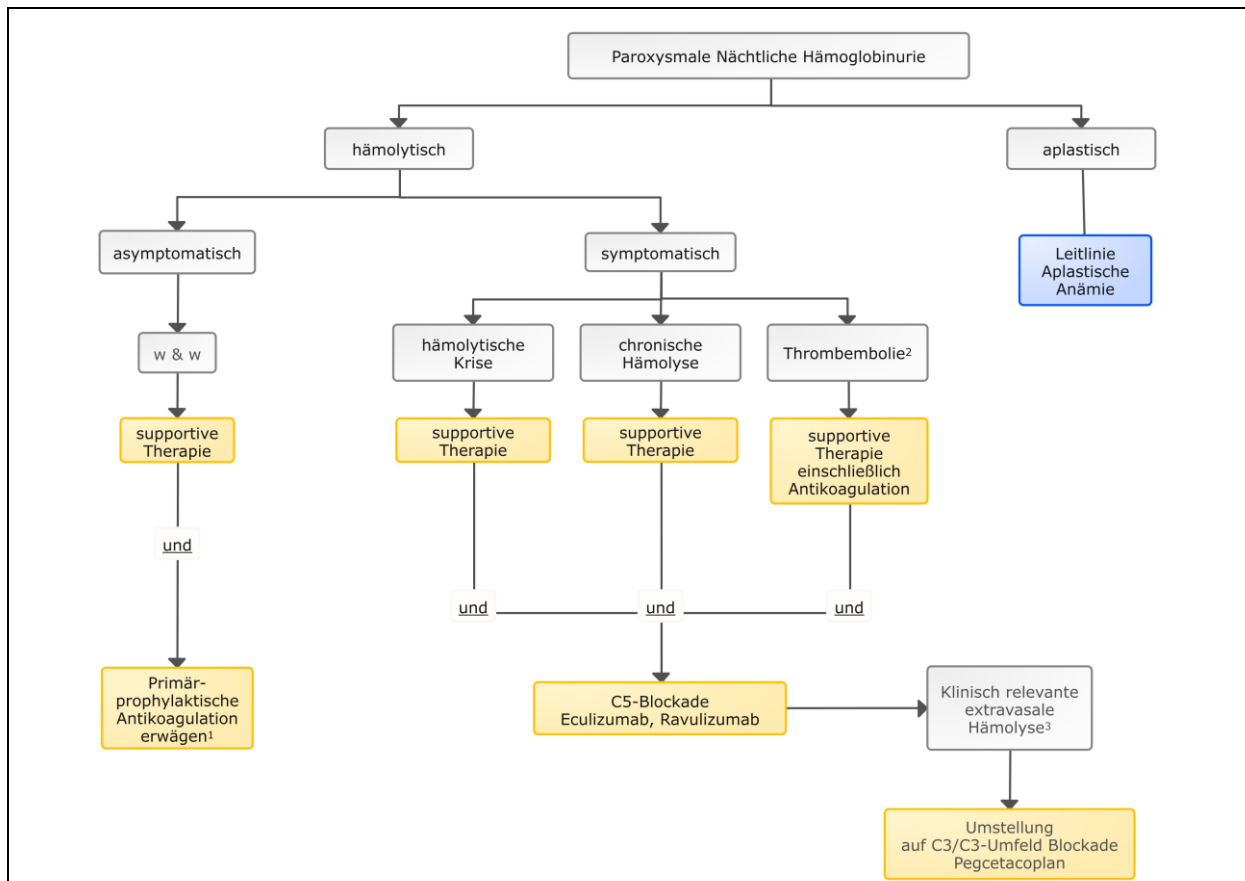 Paroxysmale Nächtliche Hämoglobinurie
hämolytisch
aplastisch
asymptomatisch
symptomatisch
Leitlinie
Aplastische
Anämie
w & w
hämolytische
Krise
chronische
Hämolyse
Thrombembolie²
supportive
Therapie
supportive
Therapie
supportive
Therapie
supportive
Therapie
einschließlich
Antikoagulation
und
und
und
und
Primär-
prophylaktische
Antikoagulation
erwägen¹
C5-Blockade
Eculizumab, Ravulizumab
Klinisch relevante
extravasale
Hämolyse³
Umstellung
auf C3/C3-Umfeld Blockade
Pegcetacoplan